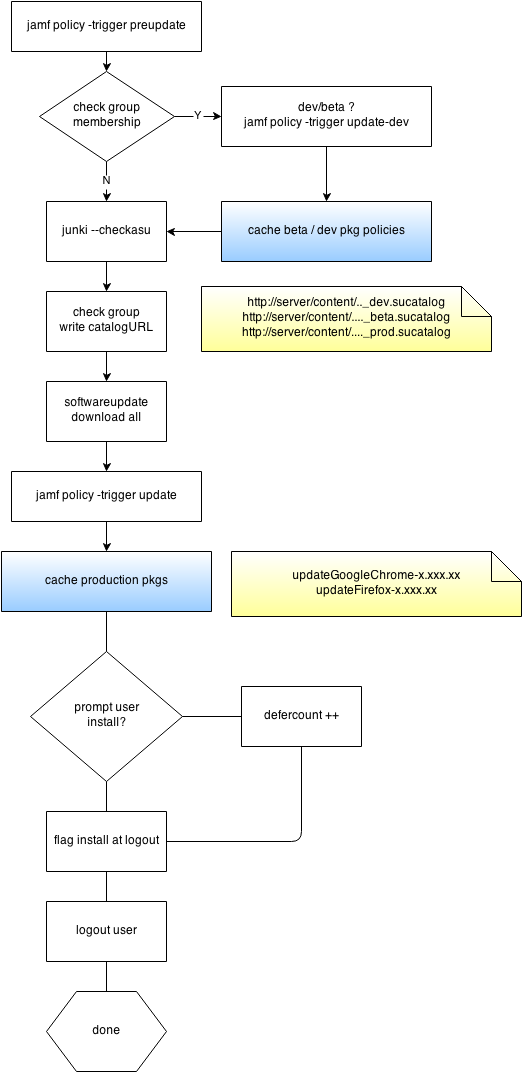 jamf policy -trigger preupdate
check group
membership
Y
dev/beta ?
jamf policy -trigger update-dev
N
junki --checkasu
cache beta / dev pkg policies
check group
write catalogURL
http://server/content/.._dev.sucatalog
http://server/content/...._beta.sucatalog
http://server/content/...._prod.sucatalog
softwareupdate
download all
jamf policy -trigger update
cache production pkgs
updateGoogleChrome-x.xxx.xx
updateFirefox-x.xxx.xx
prompt user
install?
defercount ++
flag install at logout
logout user
done